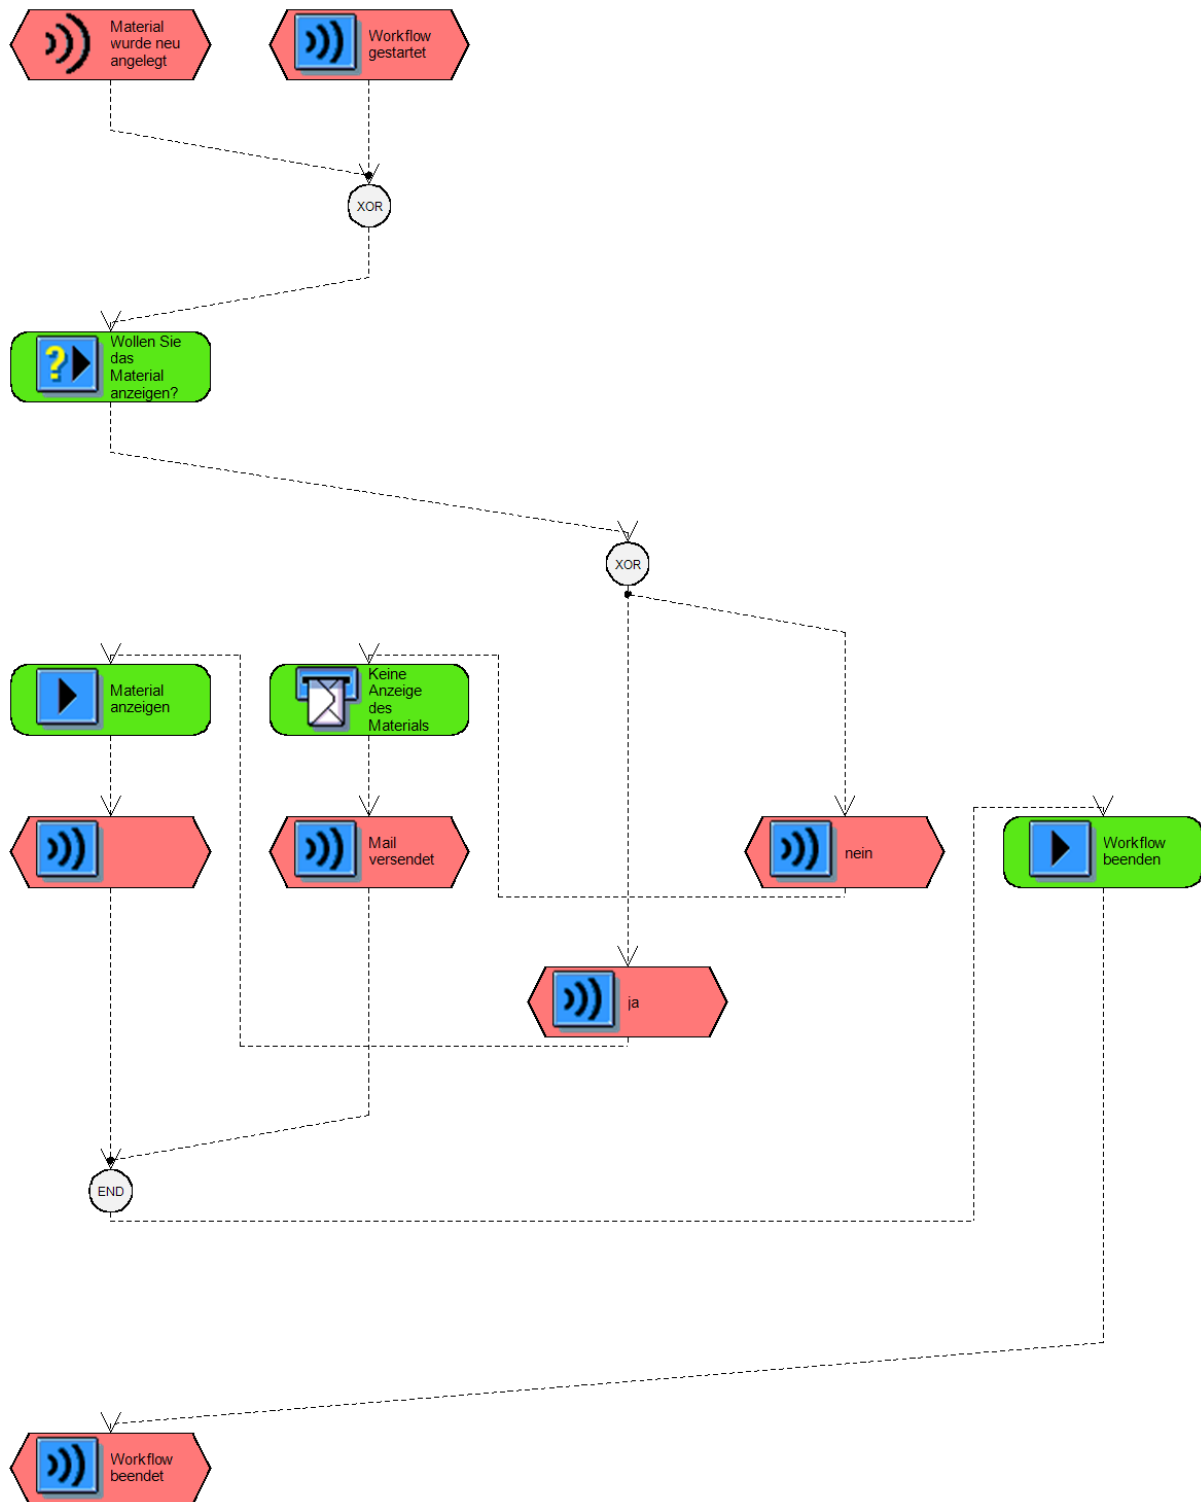 Material
wurde neu
angelegt
Workflow
gestartet
XOR
?
Wollen Sie
das
Material
anzeigen?
XOR
Material
anzeigen
Keine
Anzeige
des
Materials
Mail
versendet
nein
Workflow
beenden
ja
END
Workflow
beendet